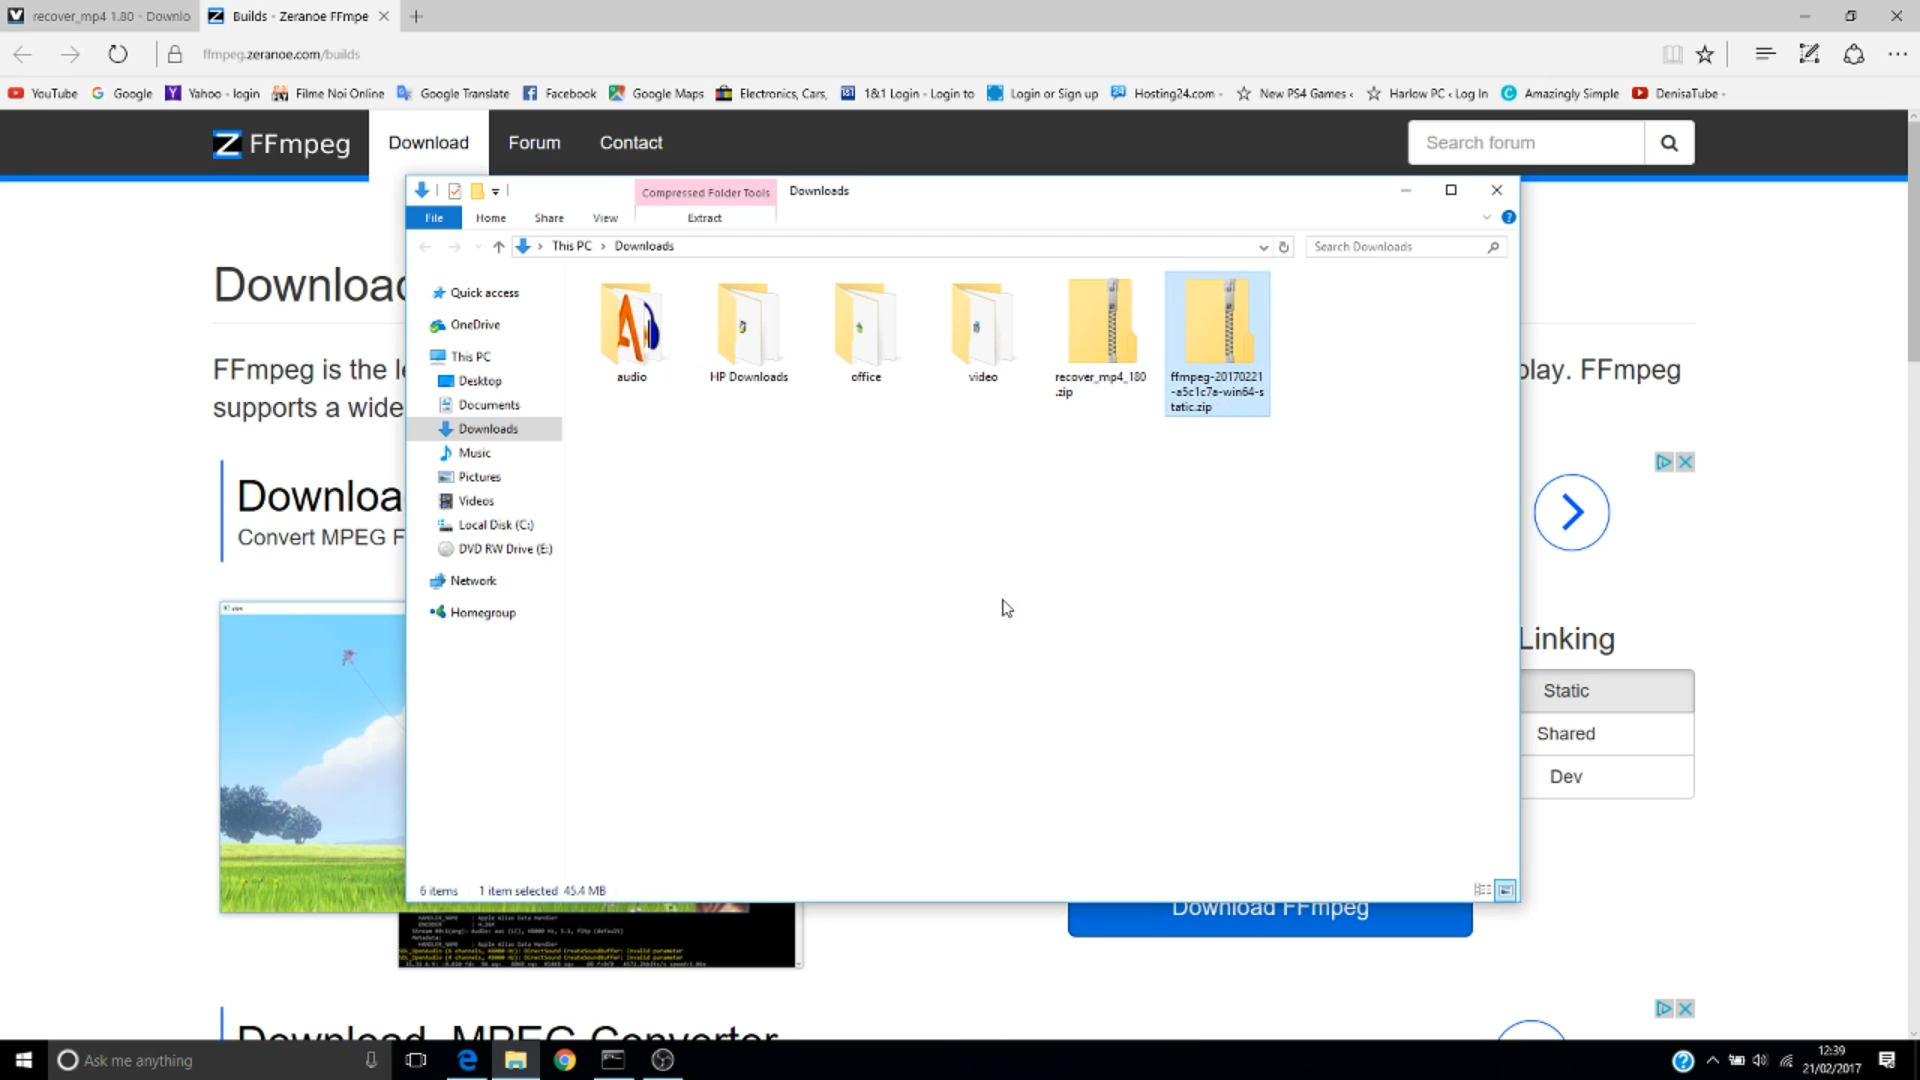 recover_mp4 1.80 - Downlo
Builds - Zeranoe FFmpe
ffmpeg.zeranoe.com/builds
YouTube
Google
Yahoo - login
Filme Noi Online
Google Translate
Facebook
Google Maps
Electronics, Cars,
1&1 Login - Login to
Login or Sign up
Hosting24.com -
New PS4 Games ‹
Harlow PC ‹ Log In
Amazingly Simple
DenisaTube -
Z FFmpeg
Download
Forum
Contact
Search forum
Compressed Folder Tools
Downloads
File
Home
Share
View
Extract
This PC > Downloads
Search Downloads
Quick access
OneDrive
This PC
Desktop
Documents
Downloads
Music
Pictures
Videos
Local Disk (C:)
DVD RW Drive (E:)
Network
Homegroup
audio
HP Downloads
office
video
recover_mp4_180
.zip
ffmpeg-20170221
-a5c1c7a-win64-s
tatic.zip
6 items
1 item selected 45.4 MB
Download
FFmpeg is the l
play. FFmpeg
supports a wide
Downloa
Convert MPEG F
Linking
Static
Shared
Dev
Download FFmpeg
Download MPEG Converter
Ask me anything
12:39
21/02/2017